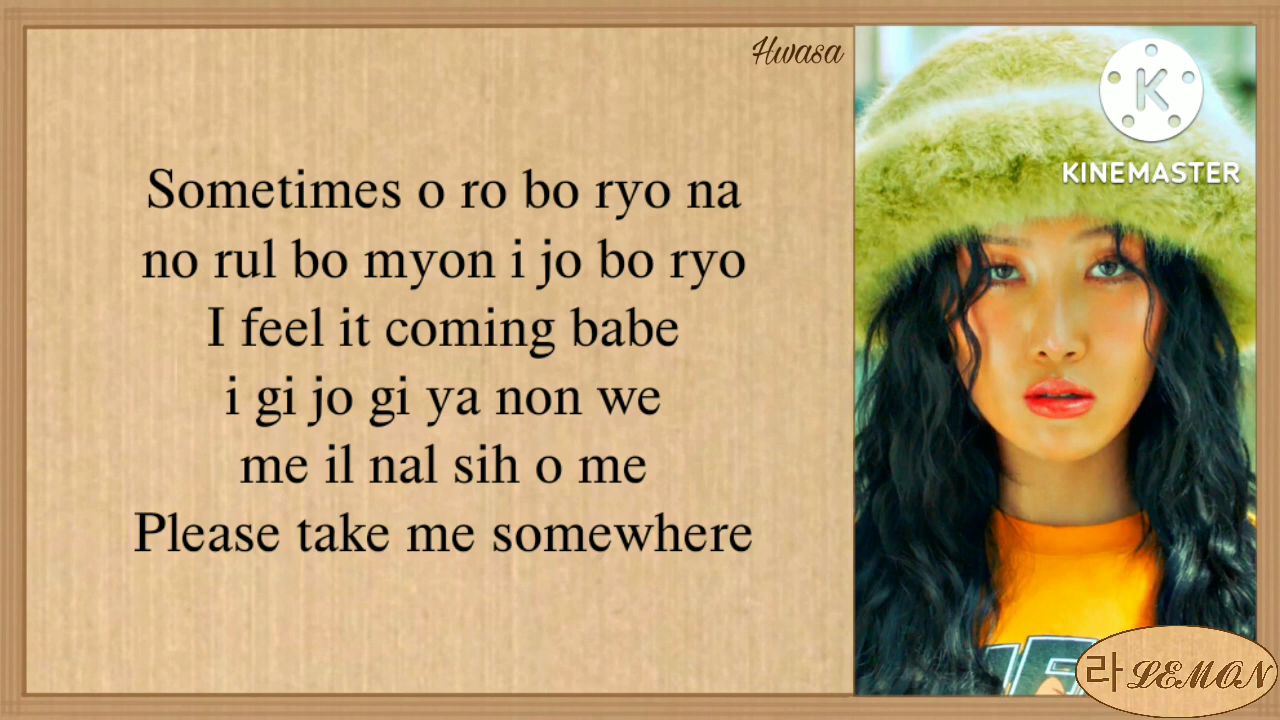 Hwasa
K
KINEMASTER
Sometimes o ro bo ryo na
no rul bo myon i jo bo ryo
I feel it coming babe
i gi jo gi ya non we
me il nal sih o me
Please take me somewhere
라 LEMON